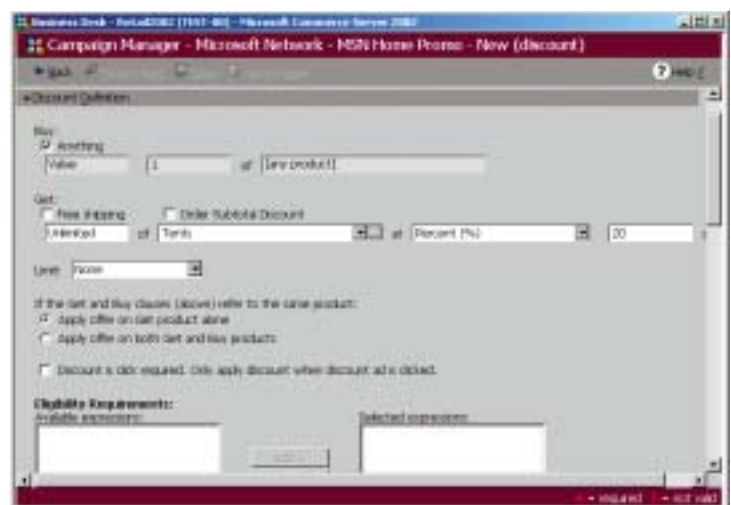 Business Desk - Retail2002 [TEST-00] - Microsoft Commerce Server 2002
Campaign Manager - Microsoft Network - MSN Home Promo - New (discount)
Back
Help
Discount Definition
Buy:
Anything
Value 1 of [any product]
Get:
Free shipping Order Subtotal Discount
Unlimited of Tents at Percent (%) 20
Limit: None
If the Get and Buy clauses (above) refer to the same product:
Apply offer on Get product alone
Apply offer on both Get and Buy products
Discount is click required. Only apply discount when discount ad is clicked.
Eligibility Requirements:
Available expressions: Selected expressions:
= required = not valid